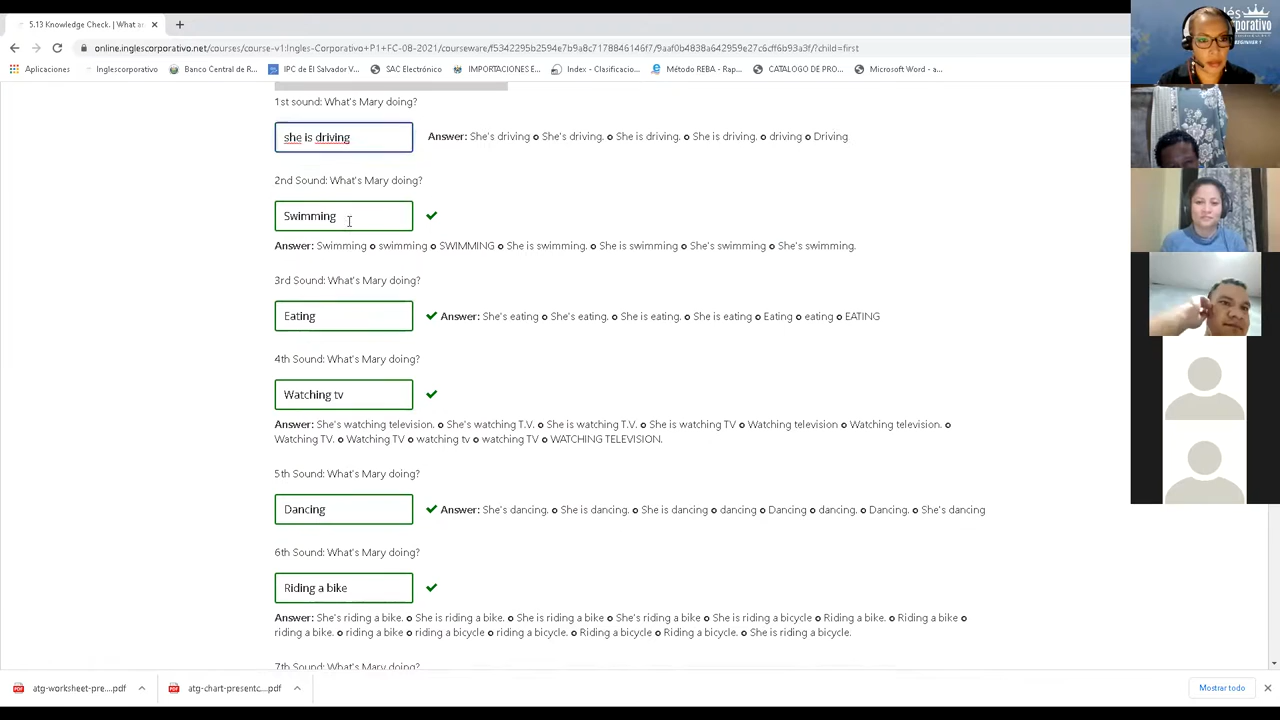 5.13 Knowledge Check. | What ar
online.inglescorporativo.net/courses/course-v1:Ingles-Corporativo+P1+FC-08-2021/courseware/f5342295b2594e7b9a8c7178846146f7/9aaf0b4838a642959e27c6cff6b93a3f/?child=first
Aplicaciones
Inglescorporativo
Banco Central de R...
IPC de El Salvador V...
SAC Electrónico
IMPORTACIONES E...
Index - Clasificacio...
Método REBA - Rap...
CATALOGO DE PRO...
Microsoft Word - a...
1st sound: What's Mary doing?
she is driving
Answer: She's driving o She's driving. o She is driving. o She is driving. o driving o Driving
2nd Sound: What's Mary doing?
Swimming
Answer: Swimming o swimming o SWIMMING o She is swimming. o She is swimming o She's swimming o She's swimming.
3rd Sound: What's Mary doing?
Eating
Answer: She's eating o She's eating. o She is eating. o She is eating o Eating o eating o EATING
4th Sound: What's Mary doing?
Watching tv
Answer: She's watching television. o She's watching T.V. o She is watching T.V. o She is watching TV o Watching television o Watching television. o
Watching TV. o Watching TV o watching tv o watching TV o WATCHING TELEVISION.
5th Sound: What's Mary doing?
Dancing
Answer: She's dancing. o She is dancing. o She is dancing o dancing o Dancing o dancing. o Dancing. o She's dancing
6th Sound: What's Mary doing?
Riding a bike
Answer: She's riding a bike. o She is riding a bike. o She is riding a bike o She's riding a bike o She is riding a bicycle o Riding a bike. o Riding a bike o
riding a bike. o riding a bike o riding a bicycle o riding a bicycle. o Riding a bicycle o Riding a bicycle. o She is riding a bicycle.
7th Sound: What's Mary doing?
atg-worksheet-pre....pdf
atg-chart-presentc....pdf
Mostrar todo